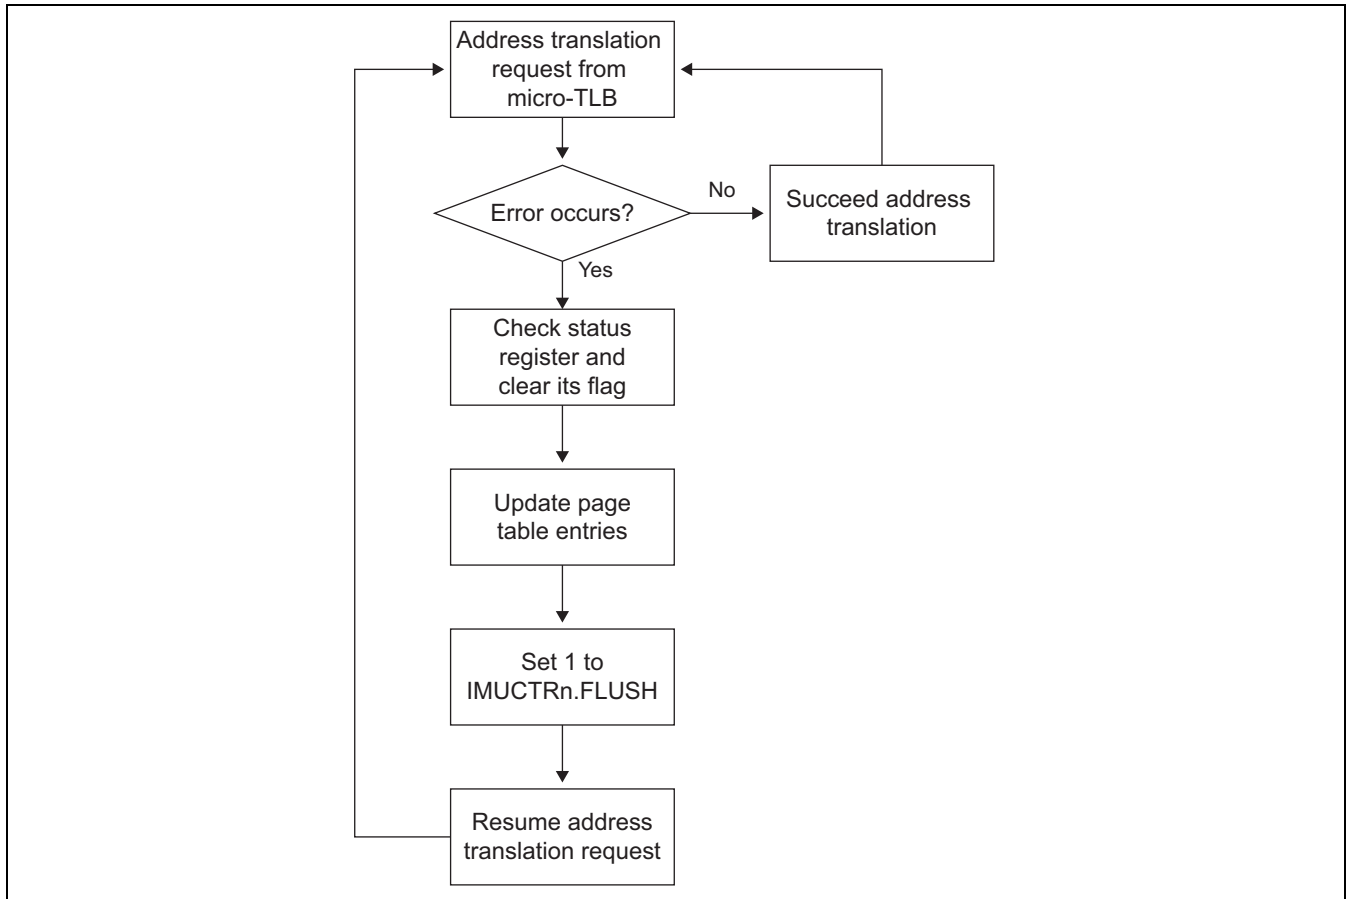 Address translation
request from
micro-TLB
Error occurs?
No
Succeed address
translation
Yes
Check status
register and
clear its flag
Update page
table entries
Set 1 to
IMUCTRn.FLUSH
Resume address
translation request